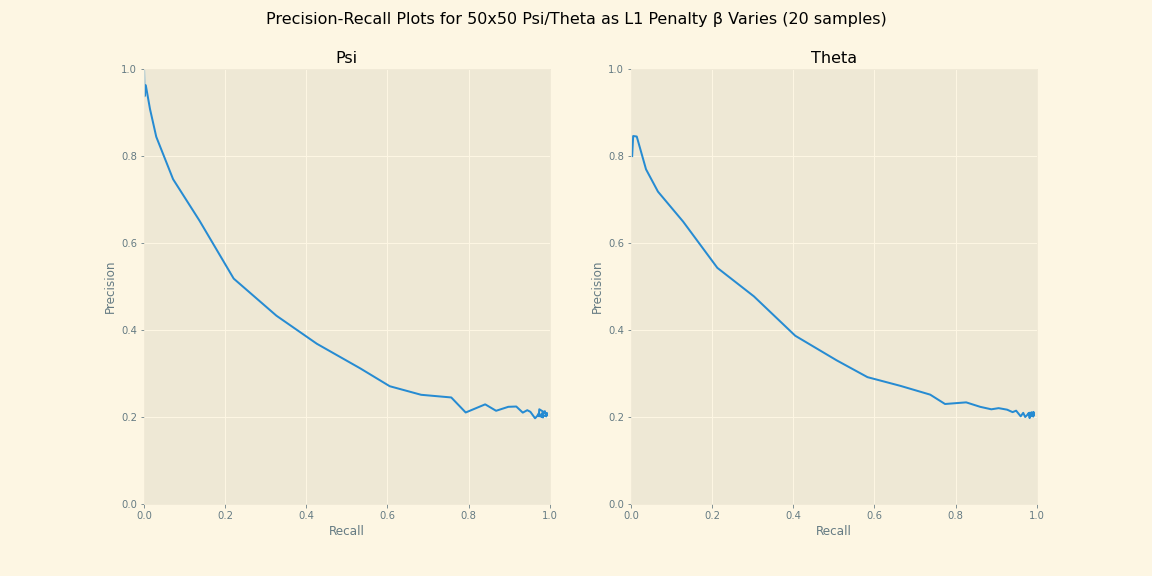 Precision-Recall Plots for 50x50 Psi/Theta as L1 Penalty β Varies (20 samples)
Psi
1.0
0.8
0.6
0.4
0.2
0.0
Precision
0.0 0.2 0.4 0.6 0.8 1.0
Recall
Theta
1.0
0.8
0.6
0.4
0.2
0.0
Precision
0.0 0.2 0.4 0.6 0.8 1.0
Recall